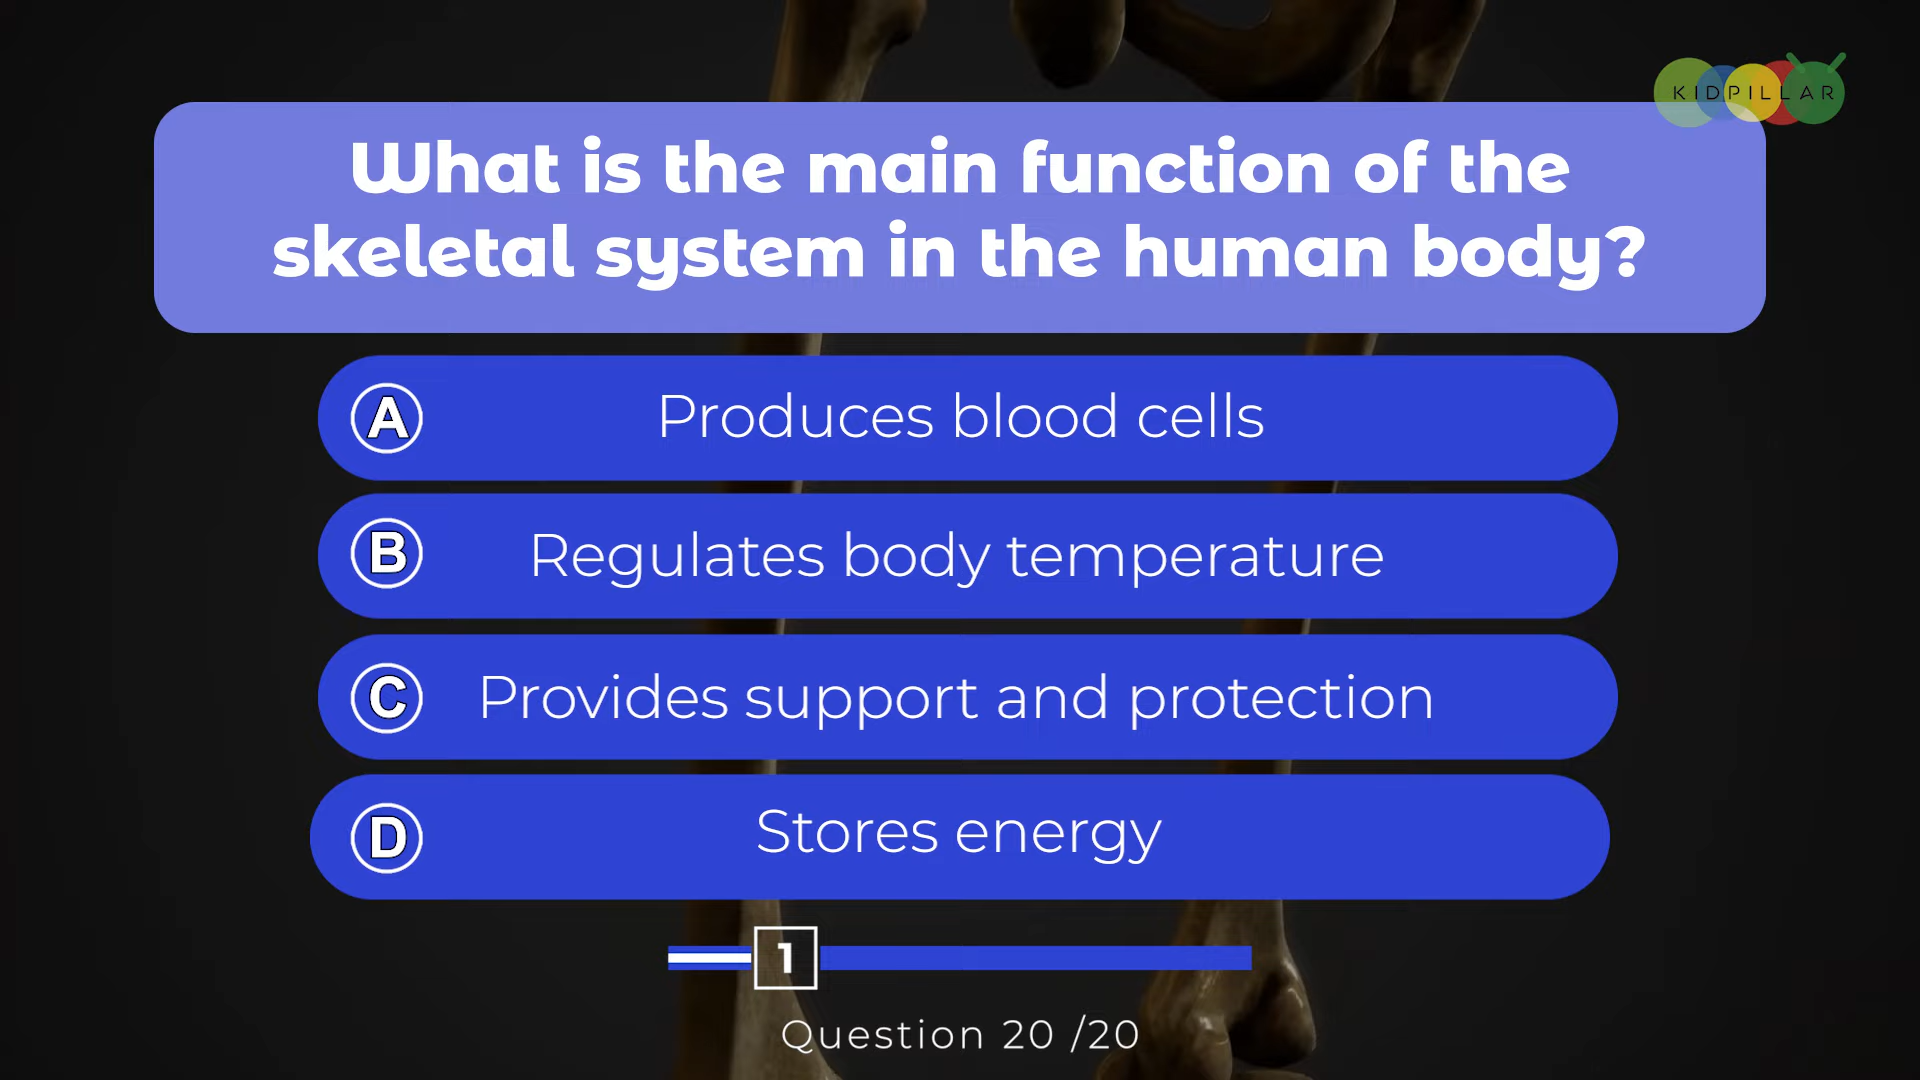 KIDPILLAR
What is the main function of the
skeletal system in the human body?
A Produces blood cells
B Regulates body temperature
C Provides support and protection
D Stores energy
1
Question 20 /20